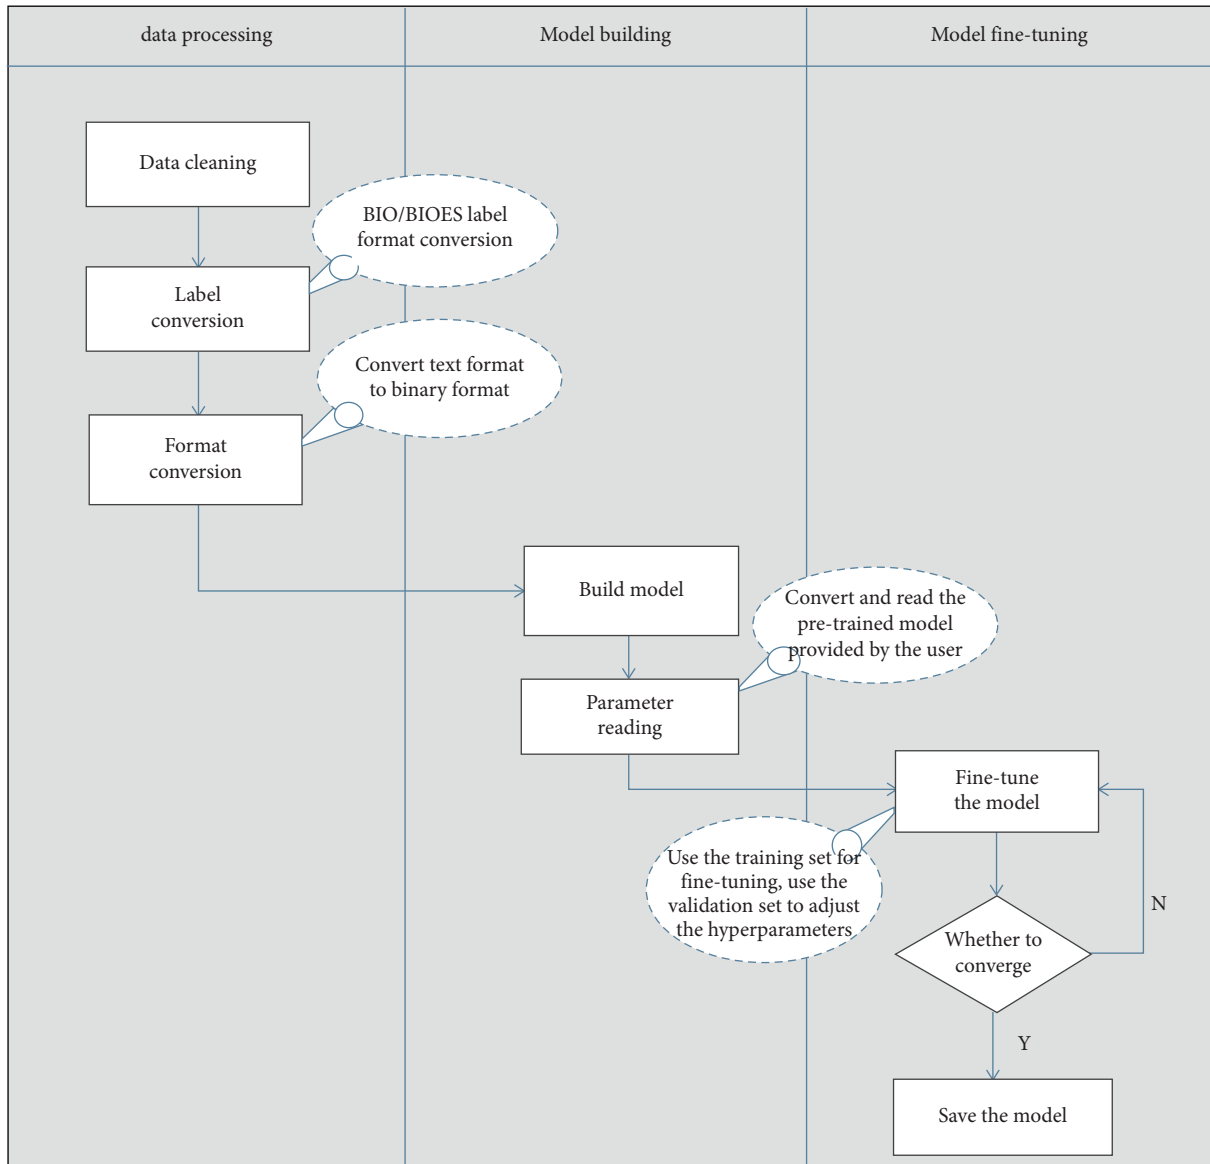 data processing
Model building
Model fine-tuning
Data cleaning
BIO/BIOES label
format conversion
Label
conversion
Convert text format
to binary format
Format
conversion
Build model
Convert and read the
pre-trained model
provided by the user
Parameter
reading
Fine-tune
the model
Use the training set for
fine-tuning, use the
validation set to adjust
the hyperparameters
Whether to
converge
N
Y
Save the model